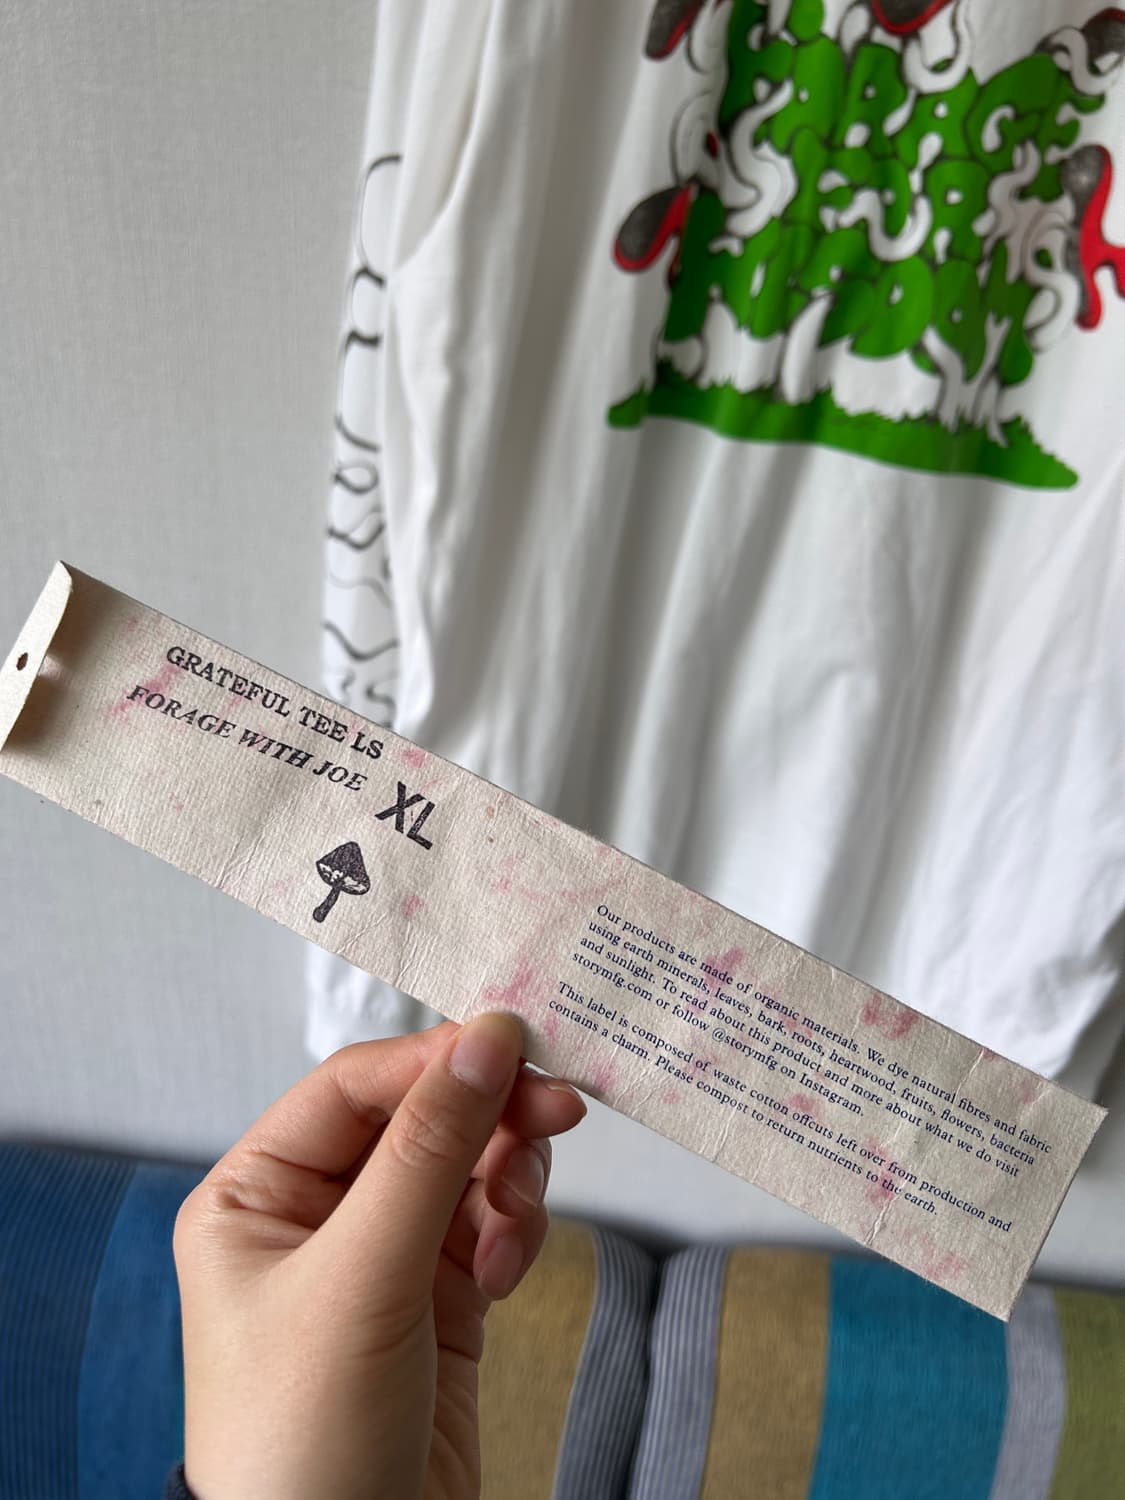 FORAGE
FOR
WISDOM
GRATEFUL TEE LS
FORAGE WITH JOE
XL
Our products are made of organic materials. We dye natural fibres and fabric
using earth minerals, leaves, bark, roots, heartwood, fruits, flowers, bacteria
and sunlight. To read about this product and more about what we do visit
storymfg.com or follow @storymfg on Instagram.
This label is composed of waste cotton offcuts left over from production and
contains a charm. Please compost to return nutrients to the earth.